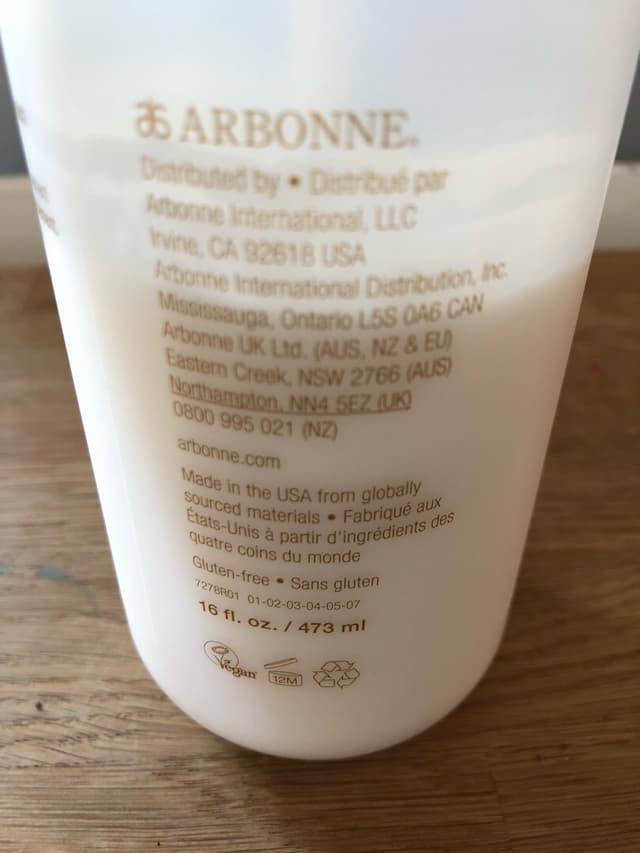 ARBONNE®
Distributed by • Distribué par
Arbonne International, LLC
Irvine, CA 92618 USA
Arbonne International Distribution, Inc.
Mississauga, Ontario L5S 0A6 CAN
Arbonne UK Ltd. (AUS, NZ & EU)
Eastern Creek, NSW 2766 (AUS)
Northampton, NN4 5EZ (UK)
0800 995 021 (NZ)
arbonne.com
Made in the USA from globally
sourced materials • Fabriqué aux
États-Unis à partir d'ingrédients des
quatre coins du monde
Gluten-free • Sans gluten
7278R01 01-02-03-04-05-07
16 fl. oz. / 473 ml
Vegan 12M